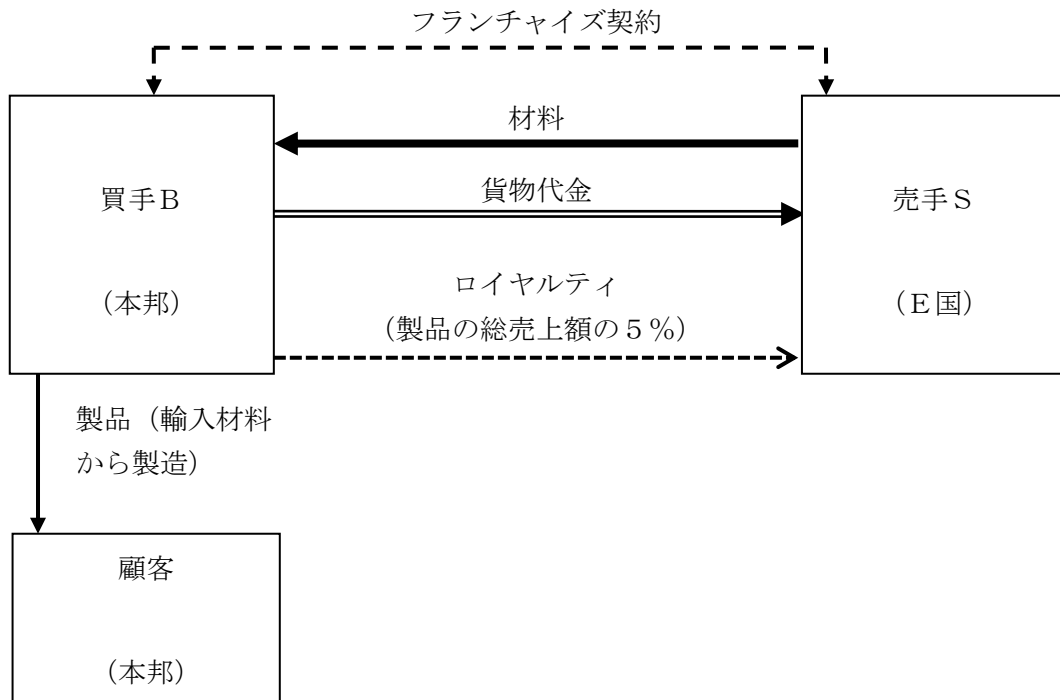 フランチャイズ契約
材料
買手B
貨物代金
売手S
（本邦）
ロイヤルティ
（製品の総売上額の５％）
（E国）
製品（輸入材料
から製造）
顧客
（本邦）